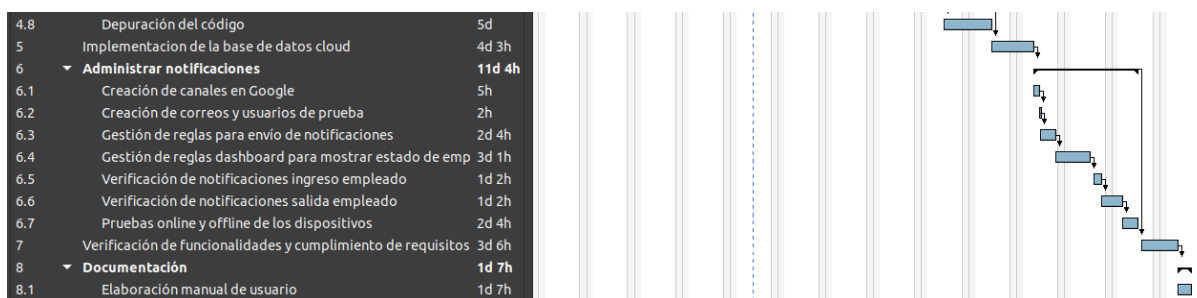 4.8 Depuración del código 5d
5 Implementacion de la base de datos cloud 4d 3h
6 Administrar notificaciones 11d 4h
6.1 Creación de canales en Google 5h
6.2 Creación de correos y usuarios de prueba 2h
6.3 Gestión de reglas para envío de notificaciones 2d 4h
6.4 Gestión de reglas dashboard para mostrar estado de emp 3d 1h
6.5 Verificación de notificaciones ingreso empleado 1d 2h
6.6 Verificación de notificaciones salida empleado 1d 2h
6.7 Pruebas online y offline de los dispositivos 2d 4h
7 Verificación de funcionalidades y cumplimiento de requisitos 3d 6h
8 Documentación 1d 7h
8.1 Elaboración manual de usuario 1d 7h